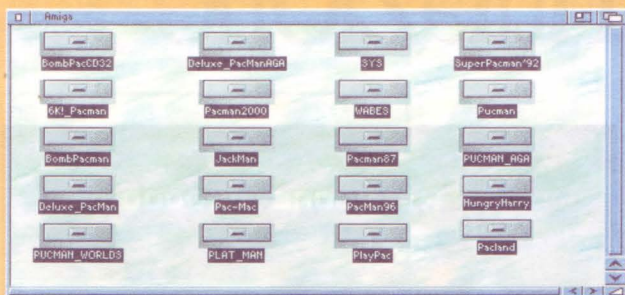 Amiga
BombPacCD32 Deluxe_PacManAGA SYS SuperPacman'92
6K!_Pacman Pacman2000 WABES Pucman
BombPacman JackMan Pacman87 PUCMAN_AGA
Deluxe_PacMan Pac-Mac PacMan96 HungryHarry
PUCMAN_WORLDS PLAT_MAN PlayPac Pacland